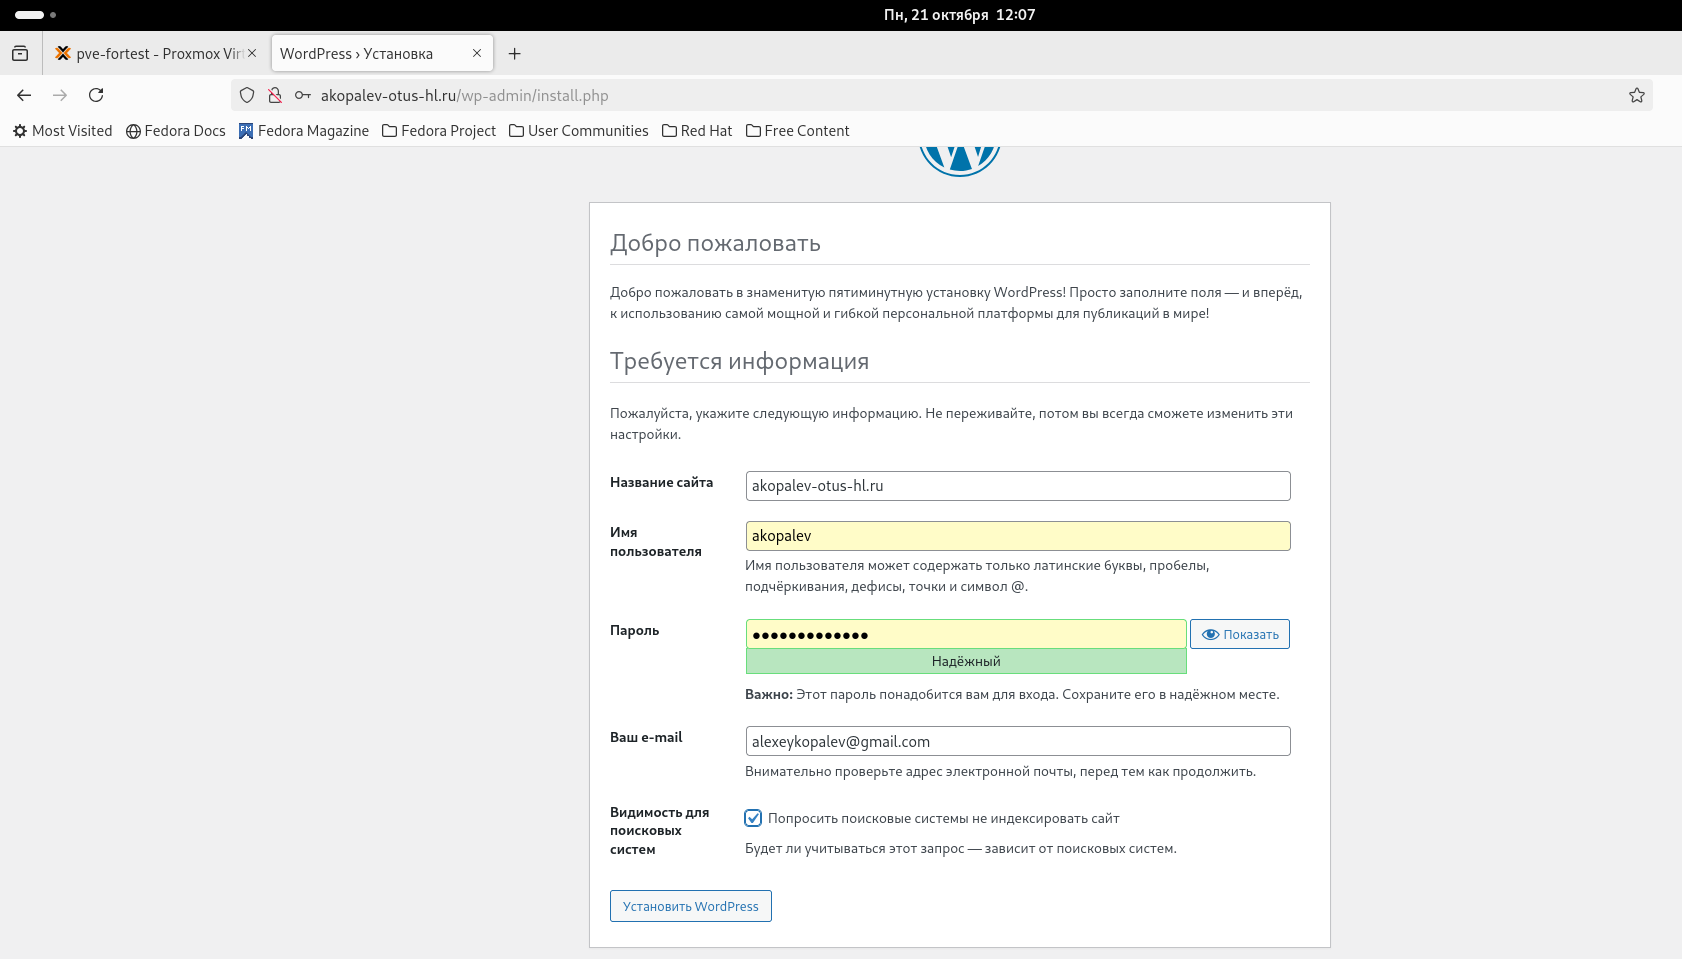 Пн, 21 октября 12:07
pve-fortest - Proxmox Vir
WordPress › Установка
akopalev-otus-hl.ru/wp-admin/install.php
Most Visited Fedora Docs Fedora Magazine Fedora Project User Communities Red Hat Free Content
Добро пожаловать
Добро пожаловать в знаменитую пятиминутную установку WordPress! Просто заполните поля — и вперёд,
к использованию самой мощной и гибкой персональной платформы для публикаций в мире!
Требуется информация
Пожалуйста, укажите следующую информацию. Не переживайте, потом вы всегда сможете изменить эти
настройки.
Название сайта
akopalev-otus-hl.ru
Имя
пользователя
akopalev
Имя пользователя может содержать только латинские буквы, пробелы,
подчёркивания, дефисы, точки и символ @.
Пароль
•••••••••••••
Показать
Надёжный
Важно: Этот пароль понадобится вам для входа. Сохраните его в надёжном месте.
Ваш e-mail
alexeykopalev@gmail.com
Внимательно проверьте адрес электронной почты, перед тем как продолжить.
Видимость для
поисковых
систем
Попросить поисковые системы не индексировать сайт
Будет ли учитываться этот запрос — зависит от поисковых систем.
Установить WordPress